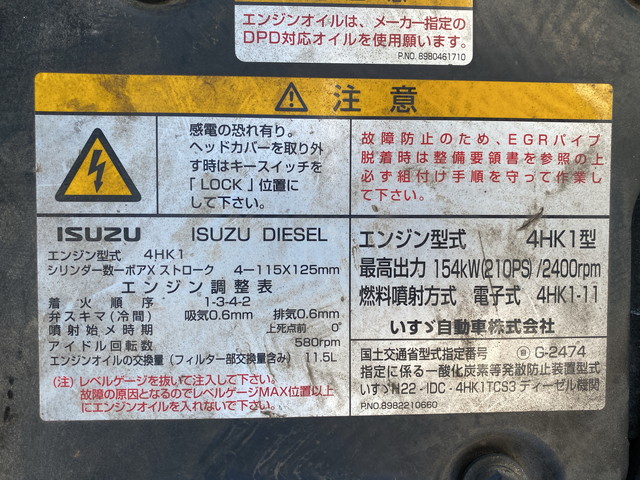 エンジンオイルは、メーカー指定の
DPD対応オイルを使用願います。
P.NO. 8980461710
⚠ 注意
感電の恐れ有り。
ヘッドカバーを取り外
す時はキースイッチを
「LOCK」位置に
して下さい。
故障防止のため、EGRパイプ
脱着時は整備要領書を参照の上
必ず組付け手順を守って作業し
て下さい。
ISUZU ISUZU DIESEL
エンジン型式 4HK1
シリンダー数ーボアX ストローク 4ー115X125mm
エンジン調整表
着火順序 1-3-4-2
弁スキマ(冷間) 吸気0.6mm 排気0.6mm
噴射始メ時期 上死点前 0°
アイドル回転数 580rpm
エンジンオイルの交換量(フィルター部交換量含み) 11.5L
(注)レベルゲージを抜いて注入して下さい。
故障の原因となるのでレベルゲージMAX位置以上
にエンジンオイルを入れないで下さい。
エンジン型式 4HK1型
最高出力 154kW(210PS)/2400rpm
燃料噴射方式 電子式 4HK1-11
いすゞ自動車株式会社
国土交通省型式指定番号 G-2474
指定に係る一酸化炭素等発散防止装置型式
いすゞN22-IDC-4HK1TCS3 ディーゼル機関
P.NO.8982210660